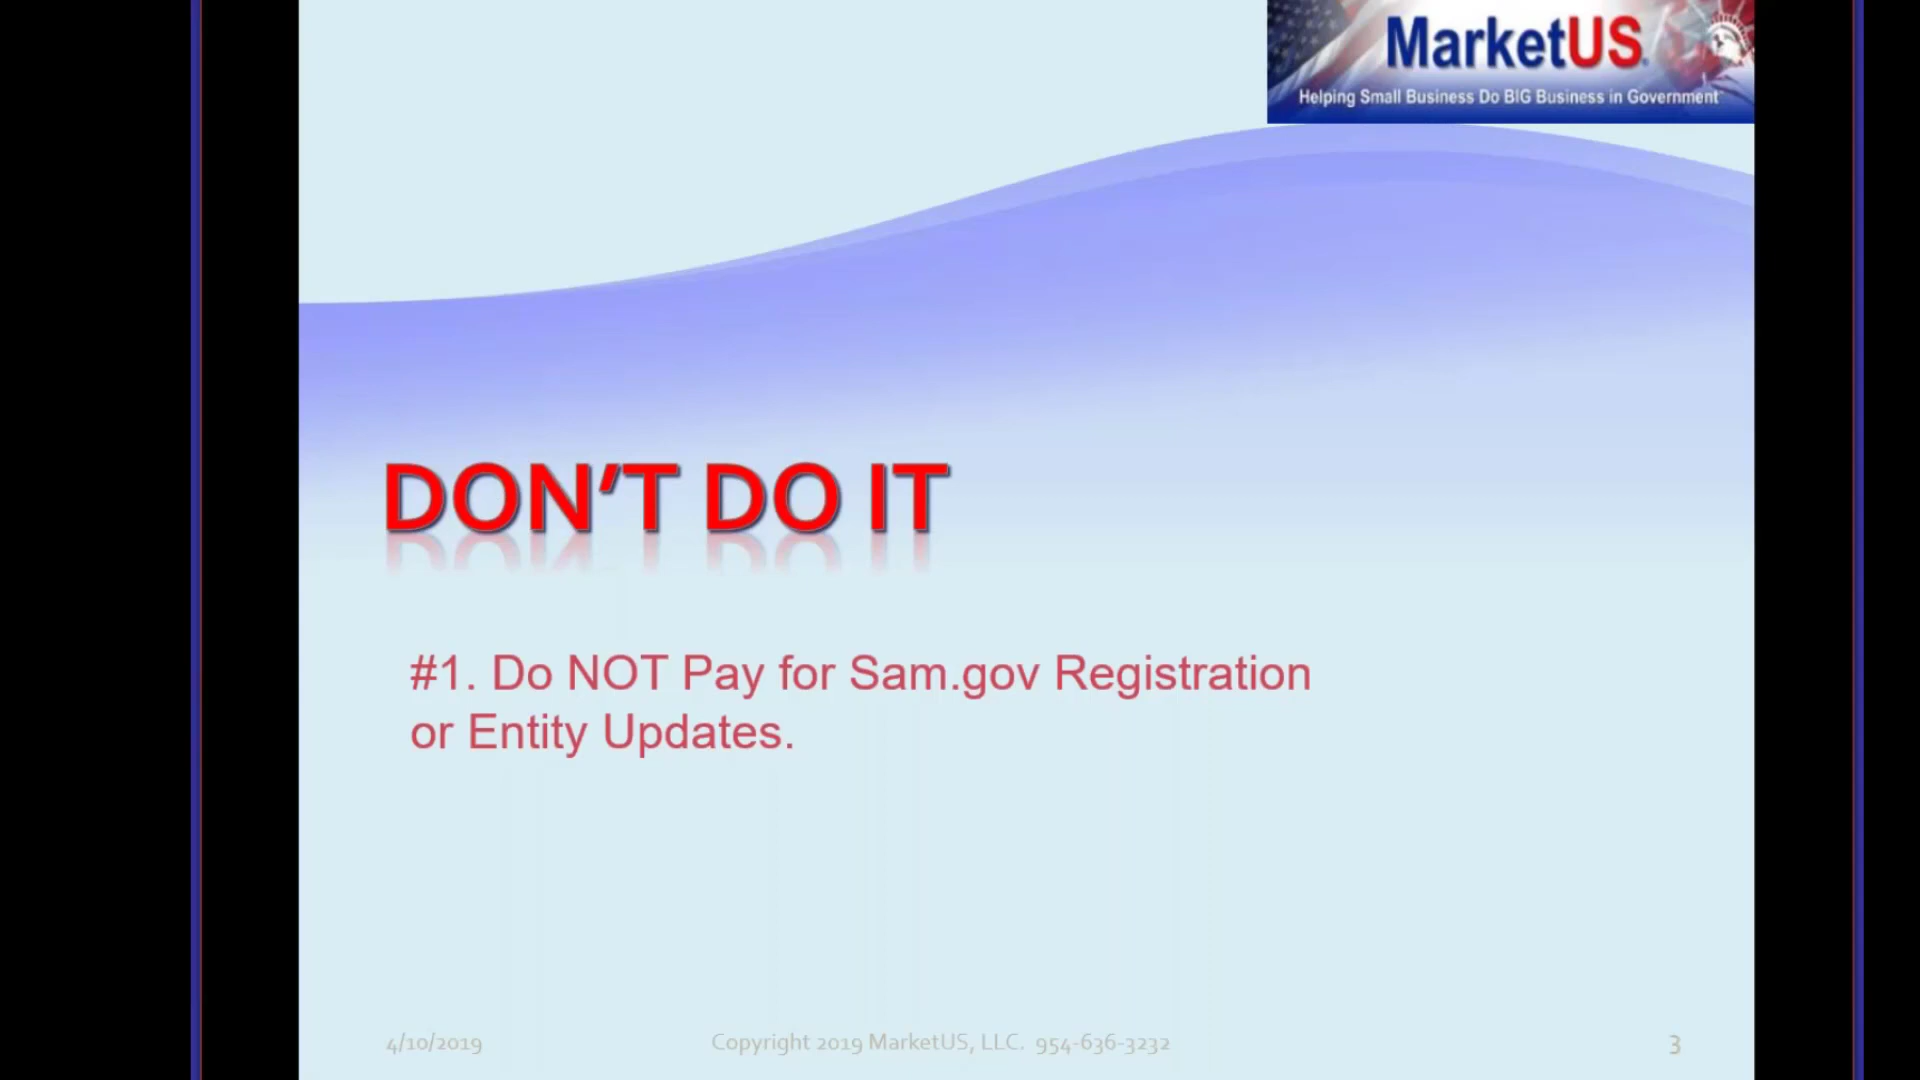 MarketUS
Helping Small Business Do BIG Business in Government
DON'T DO IT
#1. Do NOT Pay for Sam.gov Registration
or Entity Updates.
4/10/2019 Copyright 2019 MarketUS, LLC. 954-636-3232 3